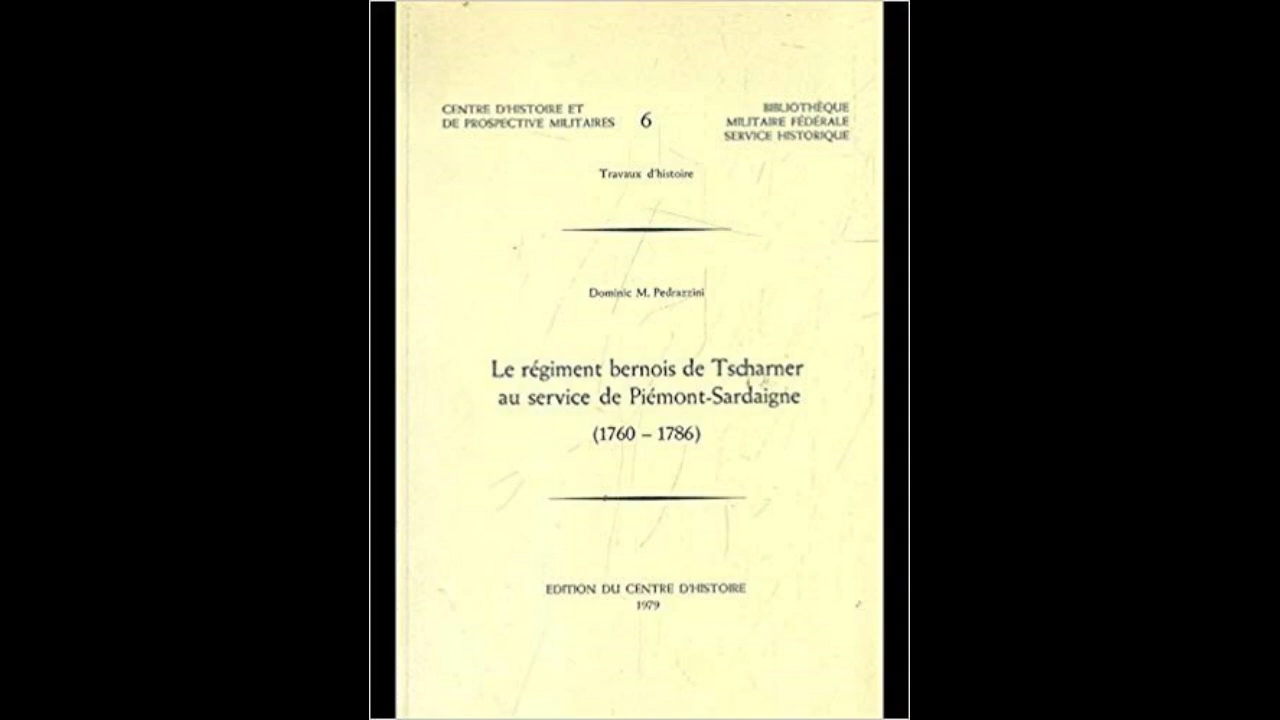 CENTRE D'HISTOIRE ET
DE PROSPECTIVE MILITAIRES
6
BIBLIOTHÈQUE
MILITAIRE FÉDÉRALE
SERVICE HISTORIQUE
Travaux d'histoire
Dominic M. Pedrazzini
Le régiment bernois de Tscharner
au service de Piémont-Sardaigne
(1760 – 1786)
EDITION DU CENTRE D'HISTOIRE
1979